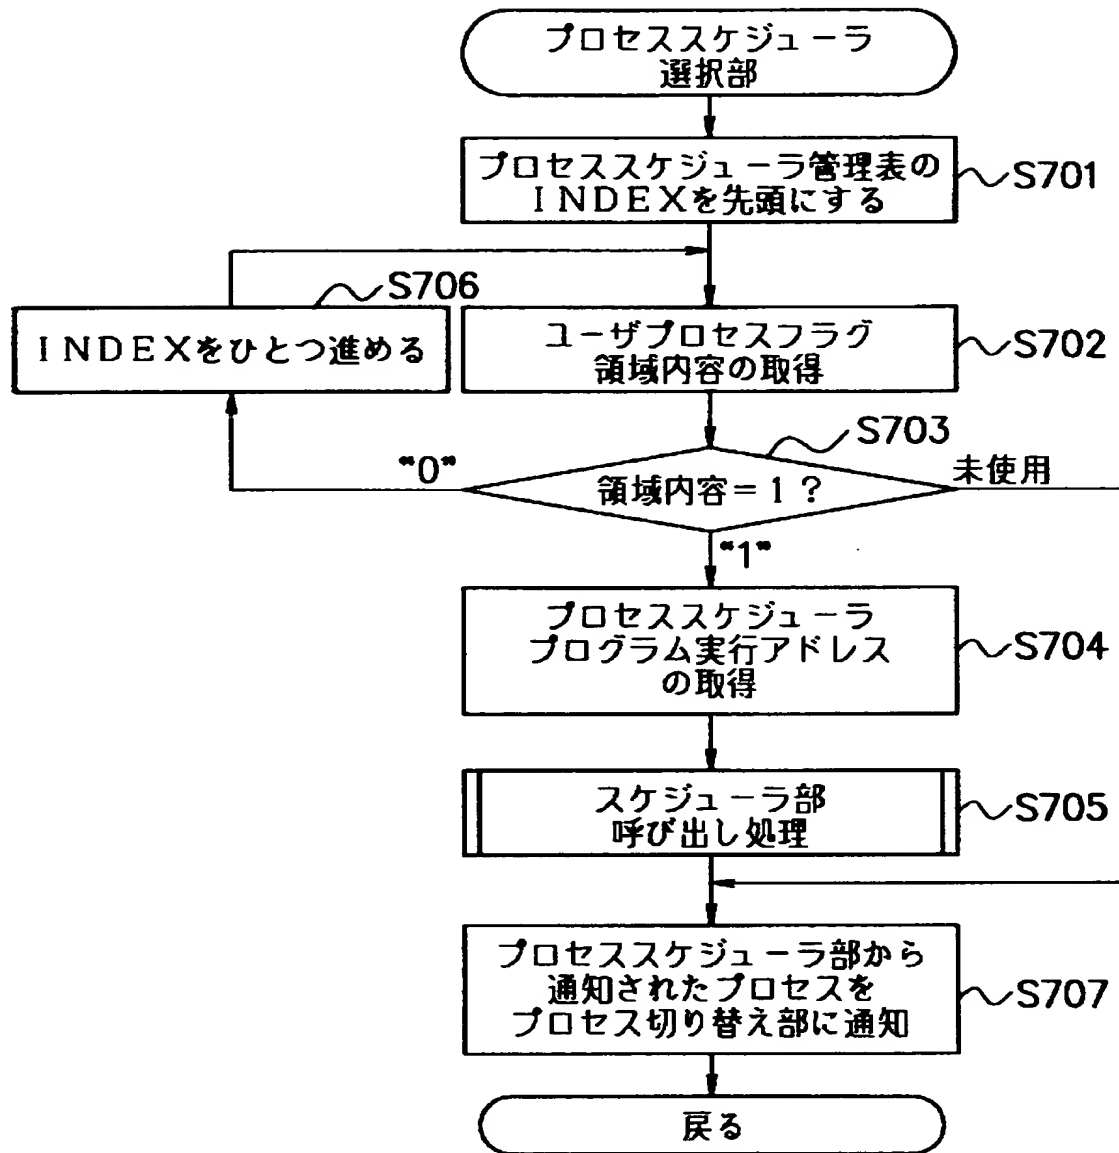 プロセススケジューラ
選択部
プロセススケジューラ管理表の
INDEXを先頭にする
S701
S706
INDEXをひとつ進める
ユーザプロセスフラグ
領域内容の取得
S702
S703
"0"
領域内容=1?
未使用
"1"
プロセススケジューラ
プログラム実行アドレス
の取得
S704
スケジューラ部
呼び出し処理
S705
プロセススケジューラ部から
通知されたプロセスを
プロセス切り替え部に通知
S707
戻る